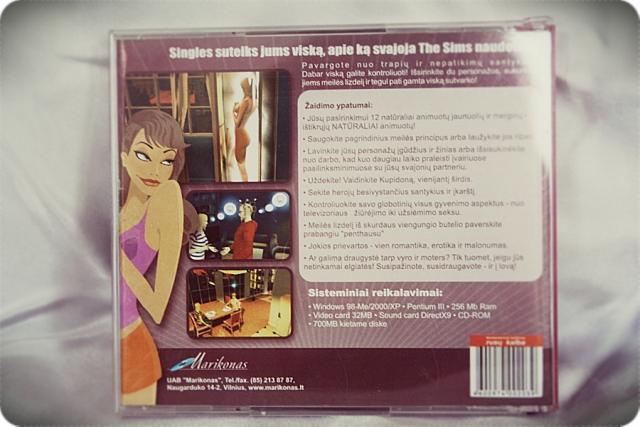 Singles suteiks jums viską, apie ką svajoja The Sims
Pavargote nuo trapių ir nepatikimų
Dabar viską galite kontroliuoti! Išsirinkite du personažus,
jiems meilės lizdelį ir tegul pati gamta viską sutvarko!
Žaidimo ypatumai:
• Jūsų pasirinkimui 12 natūraliai animuotų jaunuolių ir merginų -
ištikrųjų NATŪRALIAI animuotų!
• Saugokite pagrindinius meilės principus arba laužykite jos
• Lavinkite jūsų personažų įgūdžius ir žinias arba
nuo darbo, kad kuo daugiau laiko praleisti įvairiuose
pasilinksminimuose su jūsų svajonių partneriu.
• Uždekite! Vaidinkite Kupidoną, vienijantį širdis.
• Sekite herojų besivystančius santykius ir įkarštį
• Kontroliuokite savo globotinių visus gyvenimo aspektus - nuo
televizoriaus žiūrėjimo iki užsiėmimo seksu.
• Meilės lizdelį iš skurdaus viengungio butelio paverskite
prabangiu "penthausu"
• Jokios prievartos - vien romantika, erotika ir malonumas.
• Ar galima draugystė tarp vyro ir moters? Tik tuomet, jeigu jūs
netinkamai elgiatės! Susipažinote, susidraugavote - ir į lovą!
Sisteminiai reikalavimai:
• Windows 98-Me/2000/XP • Pentium III • 256 Mb Ram
• Video card 32MB • Sound card DirectX9 • CD-ROM
• 700MB kietame diske
Marikonas
UAB "Marikonas", Tel./fax. (85) 213 87 87,
Naugarduko 14-2, Vilnius, www.marikonas.lt
rusų kalba